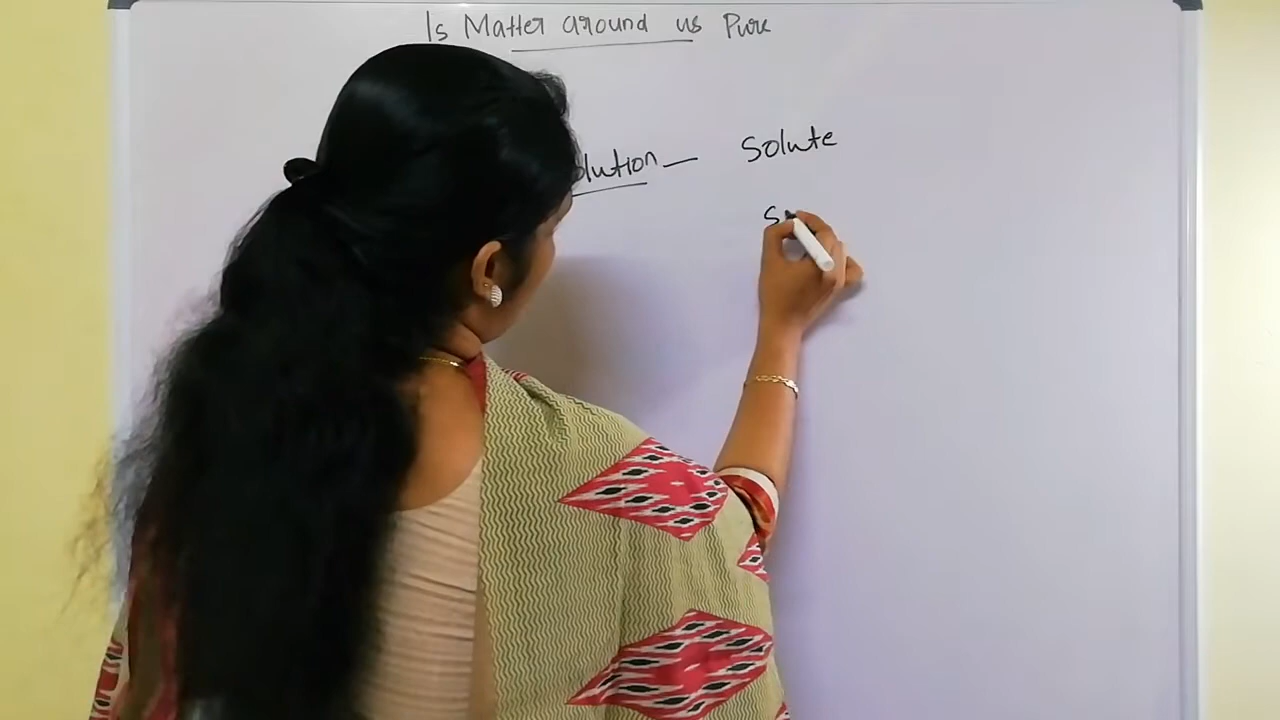 Is Matter around us Pure
olution — Solute
S